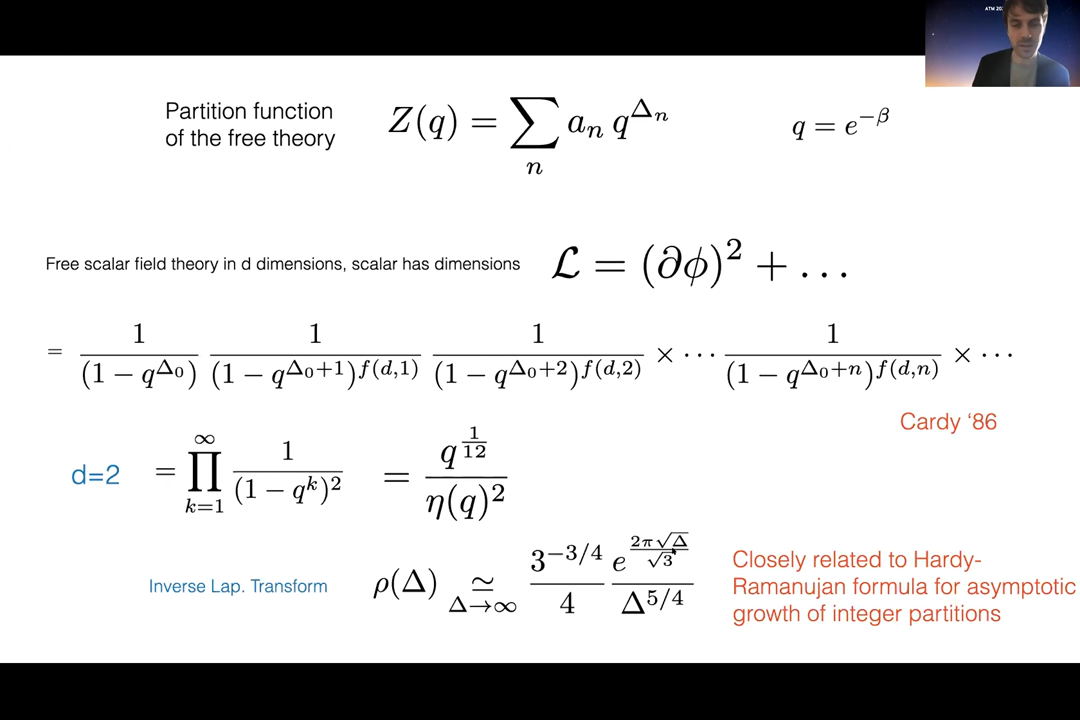 ATM 202
Partition function
of the free theory
Z(q) = ∑_n a_n q^{Δ_n}
q = e^{−β}
Free scalar field theory in d dimensions, scalar has dimensions
ℒ = (∂ϕ)^2 + …
= 1/(1 − q^{Δ_0}) 1/(1 − q^{Δ_0+1})^{f(d,1)} 1/(1 − q^{Δ_0+2})^{f(d,2)} × ⋯ 1/(1 − q^{Δ_0+n})^{f(d,n)} × ⋯
Cardy ‘86
d=2 = ∏_{k=1}^{∞} 1/(1 − q^k)^2 = q^{1/12}/η(q)^2
Inverse Lap. Transform
ρ(Δ) ≃_{Δ→∞} 3^{−3/4}/4 e^{2π√Δ/√3}/Δ^{5/4}
Closely related to Hardy-
Ramanujan formula for asymptotic
growth of integer partitions